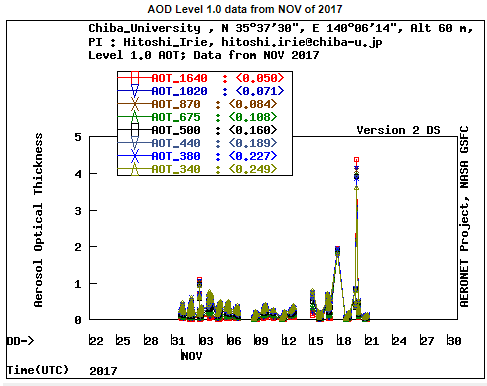 AOD Level 1.0 data from NOV of 2017
Chiba_University , N 35°37'30", E 140°06'14", Alt 60 m,
PI : Hitoshi_Irie, hitoshi.irie@chiba-u.jp
Level 1.0 AOT; Data from NOV 2017
AOT_1640 : <0.050>
AOT_1020 : <0.071>
AOT_870 : <0.084>
AOT_675 : <0.108>
AOT_500 : <0.160>
AOT_440 : <0.189>
AOT_380 : <0.227>
AOT_340 : <0.249>
Version 2 DS
Aerosol Optical Thickness
5
4
3
2
1
0
AERONET Project, NASA GSFC
DD-> 22 25 28 31 03 06 09 12 15 18 21 24 27 30
NOV
Time(UTC) 2017